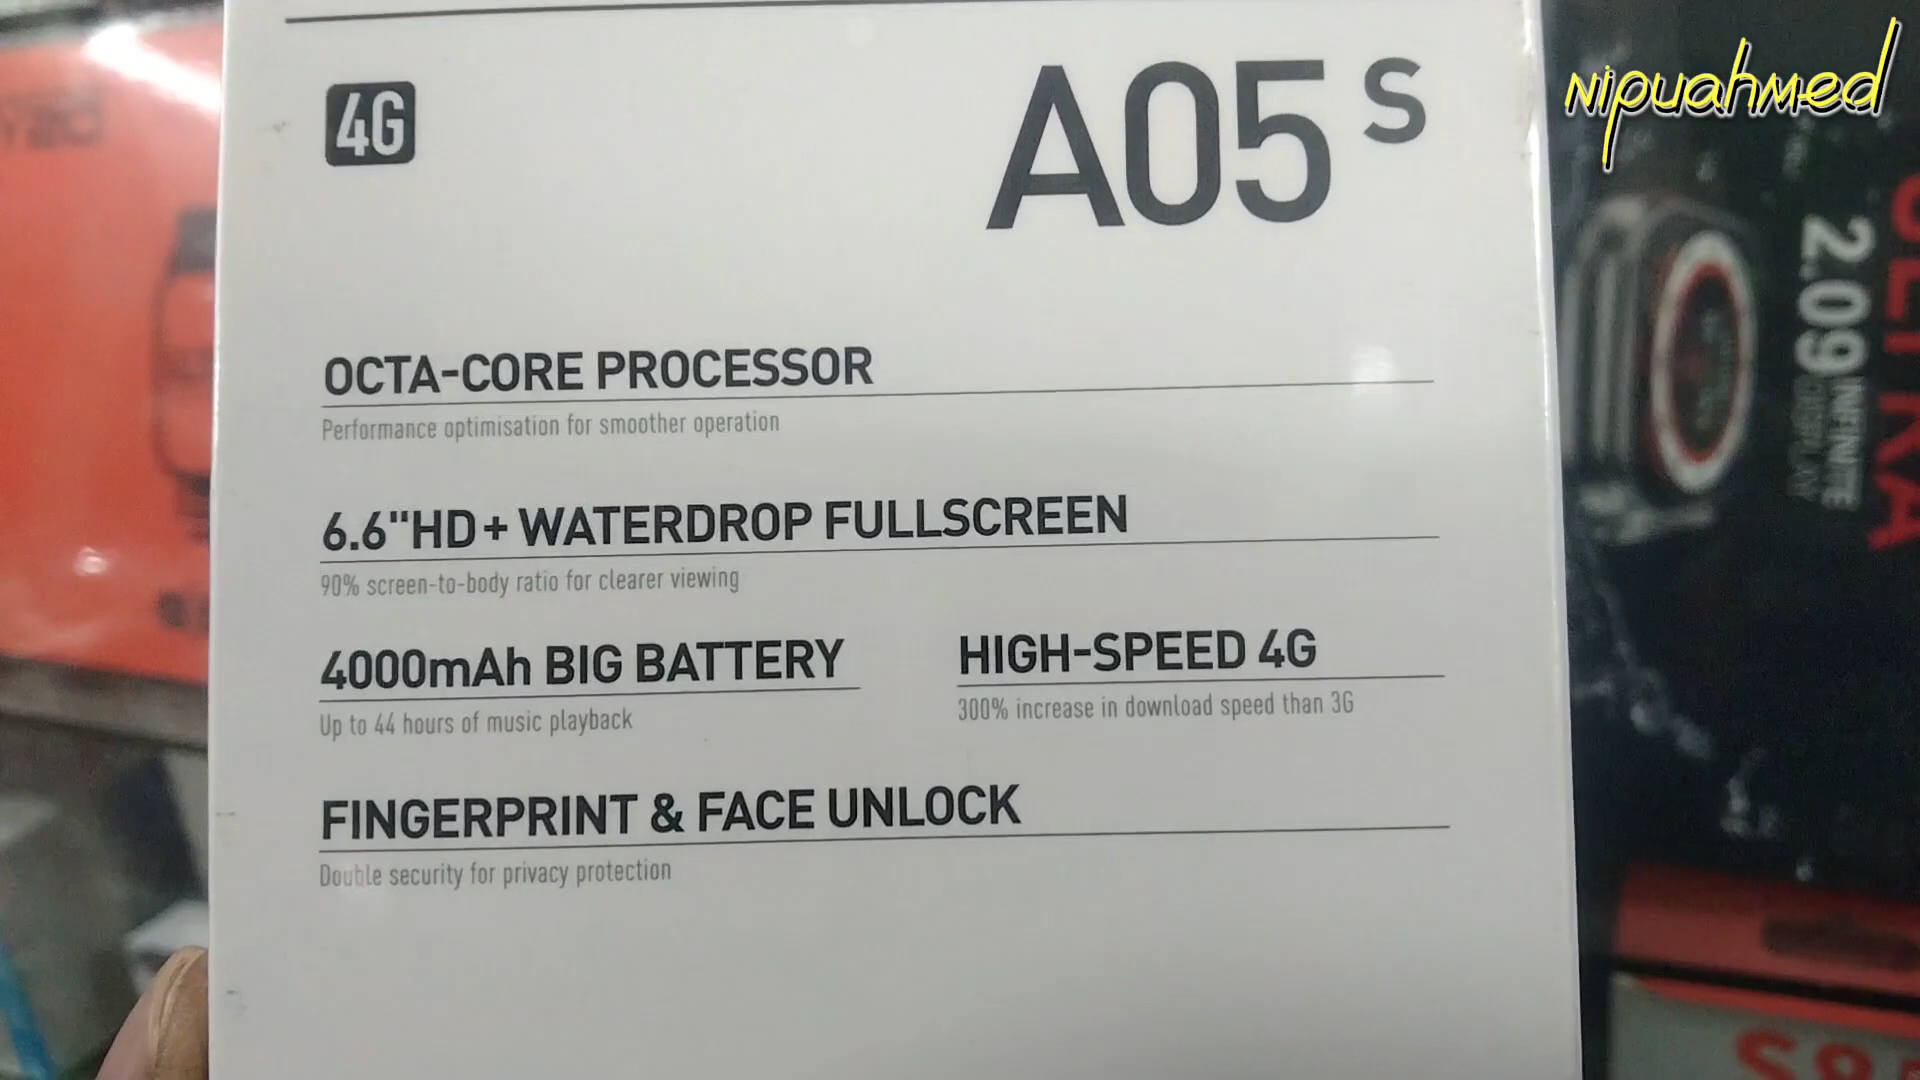 nipuahmed
4G
A05 s
OCTA-CORE PROCESSOR
Performance optimisation for smoother operation
6.6"HD+ WATERDROP FULLSCREEN
90% screen-to-body ratio for clearer viewing
4000mAh BIG BATTERY
Up to 44 hours of music playback
HIGH-SPEED 4G
300% increase in download speed than 3G
FINGERPRINT & FACE UNLOCK
Double security for privacy protection
ULTRA
2.09
INFINITE
DISPLAY